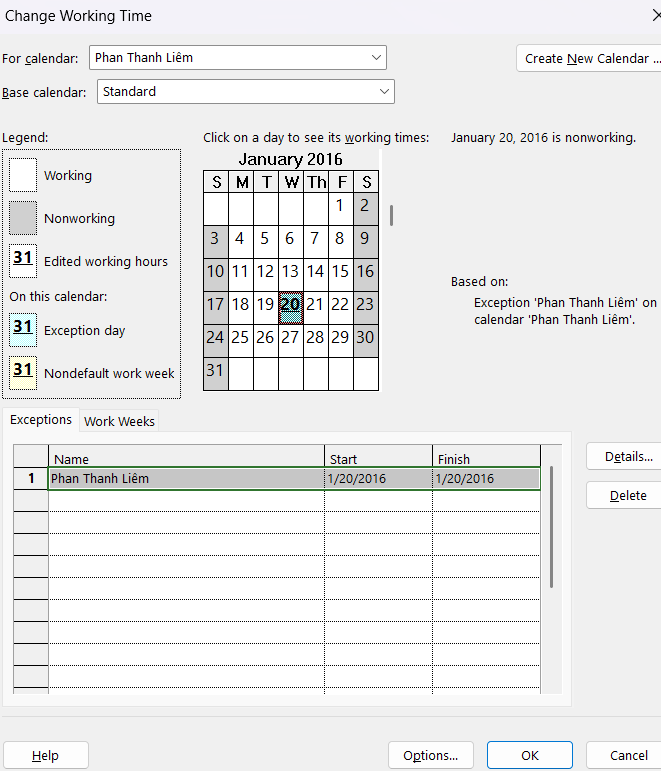 Change Working Time
For calendar: Phan Thanh Liêm
Create New Calendar ...
Base calendar: Standard
Legend:
Click on a day to see its working times:
January 20, 2016 is nonworking.
Working
Nonworking
31 Edited working hours
On this calendar:
31 Exception day
31 Nondefault work week
January 2016
S M T W Th F S
1 2
3 4 5 6 7 8 9
10 11 12 13 14 15 16
17 18 19 20 21 22 23
24 25 26 27 28 29 30
31
Based on:
Exception 'Phan Thanh Liêm' on
calendar 'Phan Thanh Liêm'.
Exceptions Work Weeks
Name Start Finish
1 Phan Thanh Liêm 1/20/2016 1/20/2016
Details...
Delete
Help Options... OK Cancel